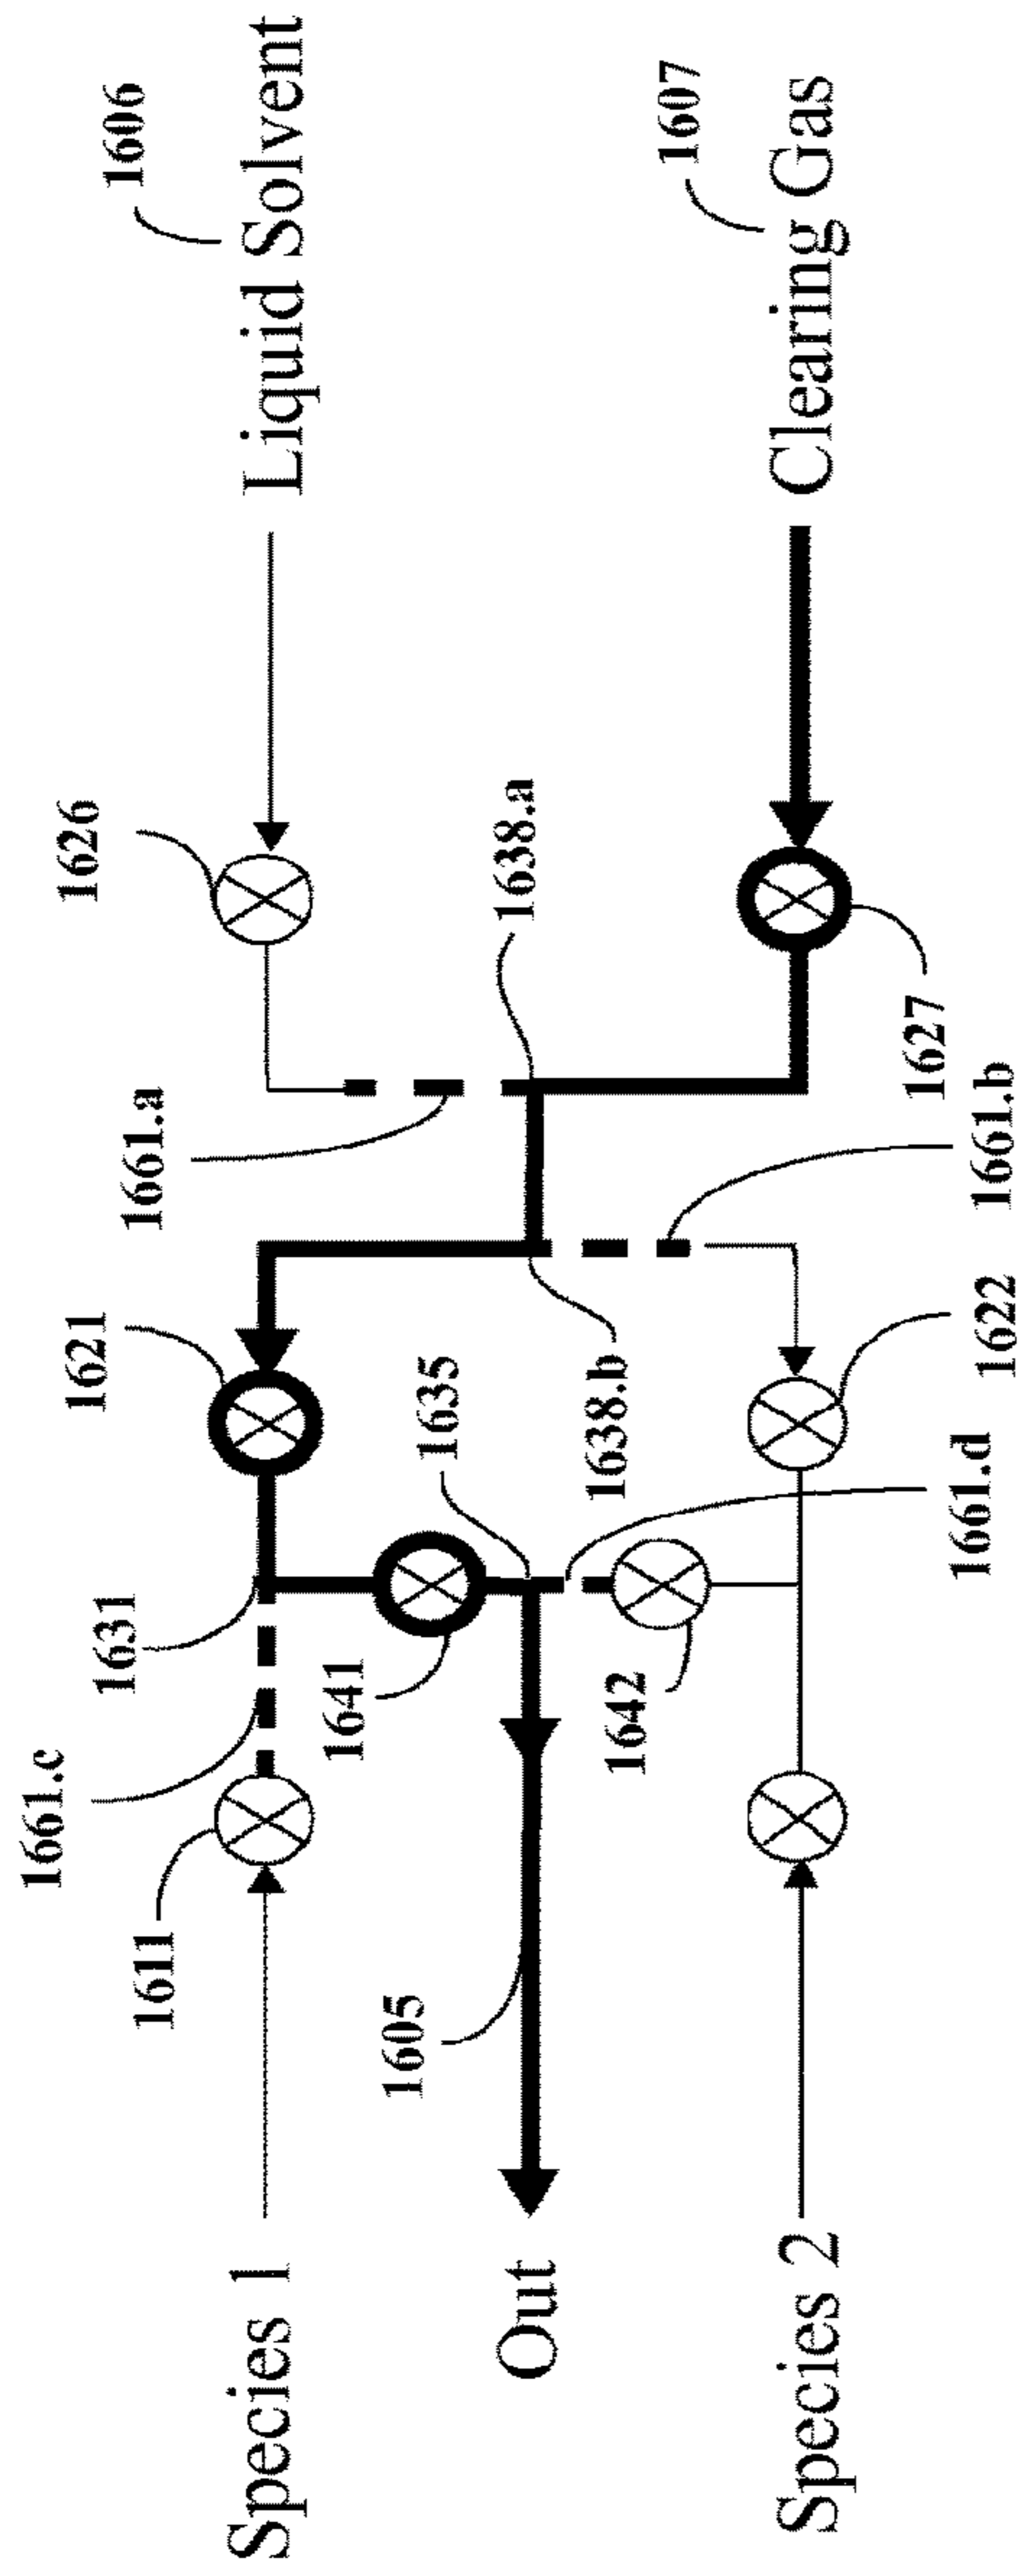 1661.c
1631
1621
1626
1606
1611
1661.a
Species 1
Liquid Solvent
1641
1605
1635
1638.a
Out
1642
1638.b
1607
Species 2
Clearing Gas
1627
1661.d
1622
1661.b